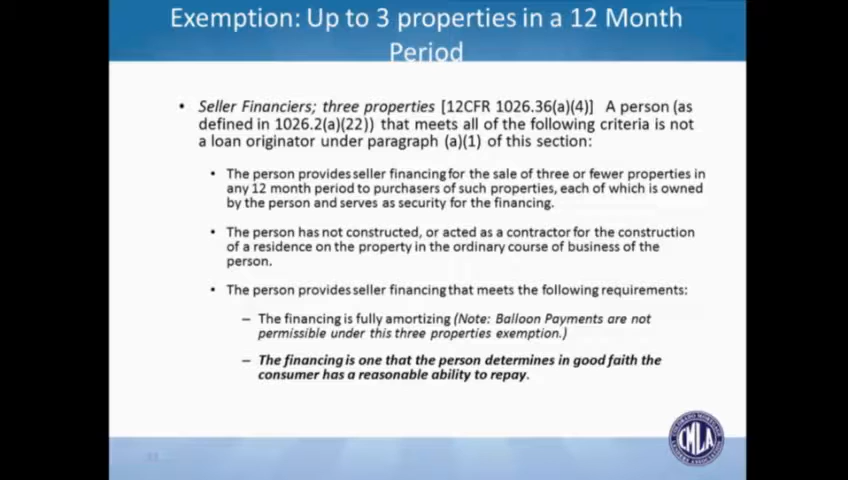 Exemption: Up to 3 properties in a 12 Month
Period
• Seller Financiers; three properties [12CFR 1026.36(a)(4)] A person (as
defined in 1026.2(a)(22)) that meets all of the following criteria is not
a loan originator under paragraph (a)(1) of this section:
• The person provides seller financing for the sale of three or fewer properties in
any 12 month period to purchasers of such properties, each of which is owned
by the person and serves as security for the financing.
• The person has not constructed, or acted as a contractor for the construction
of a residence on the property in the ordinary course of business of the
person.
• The person provides seller financing that meets the following requirements:
– The financing is fully amortizing (Note: Balloon Payments are not
permissible under this three properties exemption.)
– The financing is one that the person determines in good faith the
consumer has a reasonable ability to repay.
CMLA